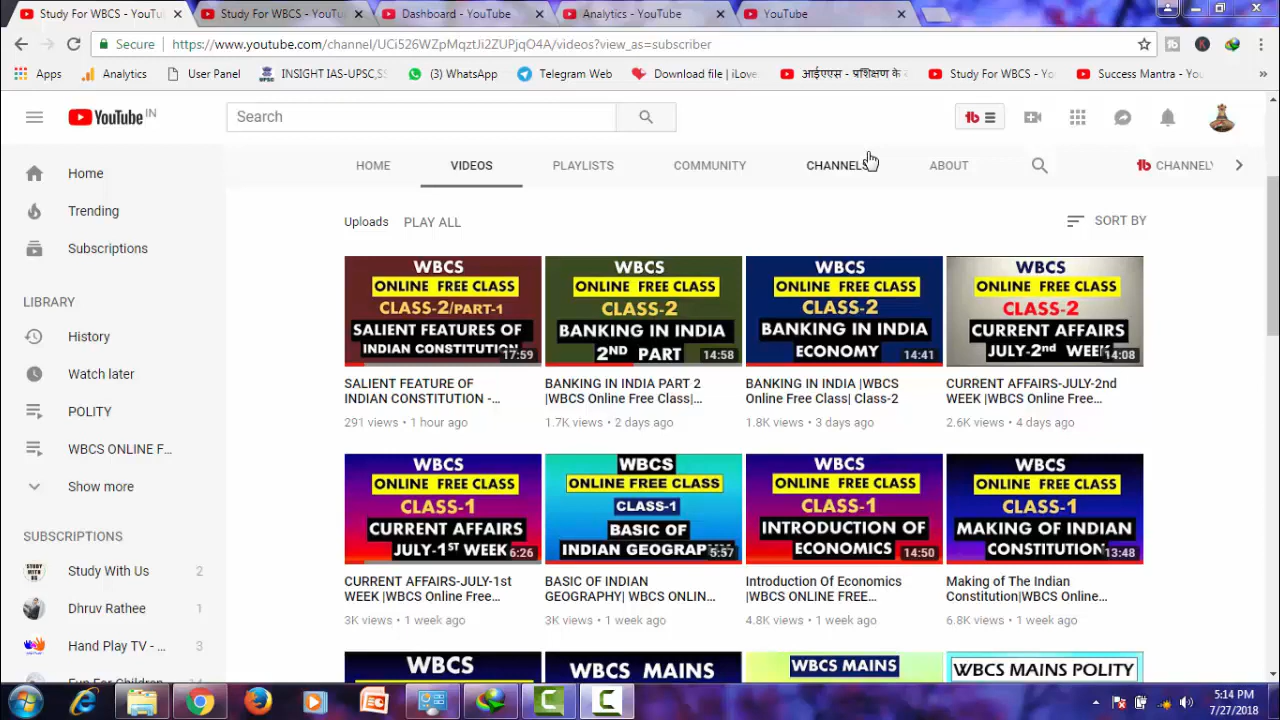 Study For WBCS - YouTu
Study For WBCS - YouTu
Dashboard - YouTube
Analytics - YouTube
YouTube
Secure
https://www.youtube.com/channel/UCi526WZpMqztJi2ZUPjqO4A/videos?view_as=subscriber
Apps
Analytics
User Panel
INSIGHT IAS-UPSC,SS
(3) WhatsApp
Telegram Web
Download file | iLove
आईएएस - प्रशिक्षण के
Study For WBCS - Yo
Success Mantra - You
YouTube IN
Search
HOME
VIDEOS
PLAYLISTS
COMMUNITY
CHANNELS
ABOUT
CHANNELY
Home
Trending
Subscriptions
LIBRARY
History
Watch later
POLITY
WBCS ONLINE F...
Show more
SUBSCRIPTIONS
Study With Us 2
Dhruv Rathee 1
Hand Play TV - ... 3
Uploads
PLAY ALL
SORT BY
WBCS
ONLINE FREE CLASS
CLASS-2/PART-1
SALIENT FEATURES OF
INDIAN CONSTITUTION
17:59
SALIENT FEATURE OF
INDIAN CONSTITUTION -...
291 views • 1 hour ago
WBCS
ONLINE FREE CLASS
CLASS-2
BANKING IN INDIA
2ND PART
14:58
BANKING IN INDIA PART 2
|WBCS Online Free Class|...
1.7K views • 2 days ago
WBCS
ONLINE FREE CLASS
CLASS-2
BANKING IN INDIA
ECONOMY
14:41
BANKING IN INDIA |WBCS
Online Free Class| Class-2
1.8K views • 3 days ago
WBCS
ONLINE FREE CLASS
CLASS-2
CURRENT AFFAIRS
JULY-2nd WEEK
14:08
CURRENT AFFAIRS-JULY-2nd
WEEK |WBCS Online Free...
2.6K views • 4 days ago
WBCS
ONLINE FREE CLASS
CLASS-1
CURRENT AFFAIRS
JULY-1ST WEEK
6:26
CURRENT AFFAIRS-JULY-1st
WEEK |WBCS Online Free...
3K views • 1 week ago
WBCS
ONLINE FREE CLASS
CLASS-1
BASIC OF
INDIAN GEOGRAPHY
5:57
BASIC OF INDIAN
GEOGRAPHY| WBCS ONLIN...
3K views • 1 week ago
WBCS
ONLINE FREE CLASS
CLASS-1
INTRODUCTION OF
ECONOMICS
14:50
Introduction Of Economics
|WBCS ONLINE FREE...
4.8K views • 1 week ago
WBCS
ONLINE FREE CLASS
CLASS-1
MAKING OF INDIAN
CONSTITUTION
13:48
Making of The Indian
Constitution|WBCS Online...
6.8K views • 1 week ago
WBCS
WBCS MAINS
WBCS MAINS
WBCS MAINS POLITY
5:14 PM
7/27/2018